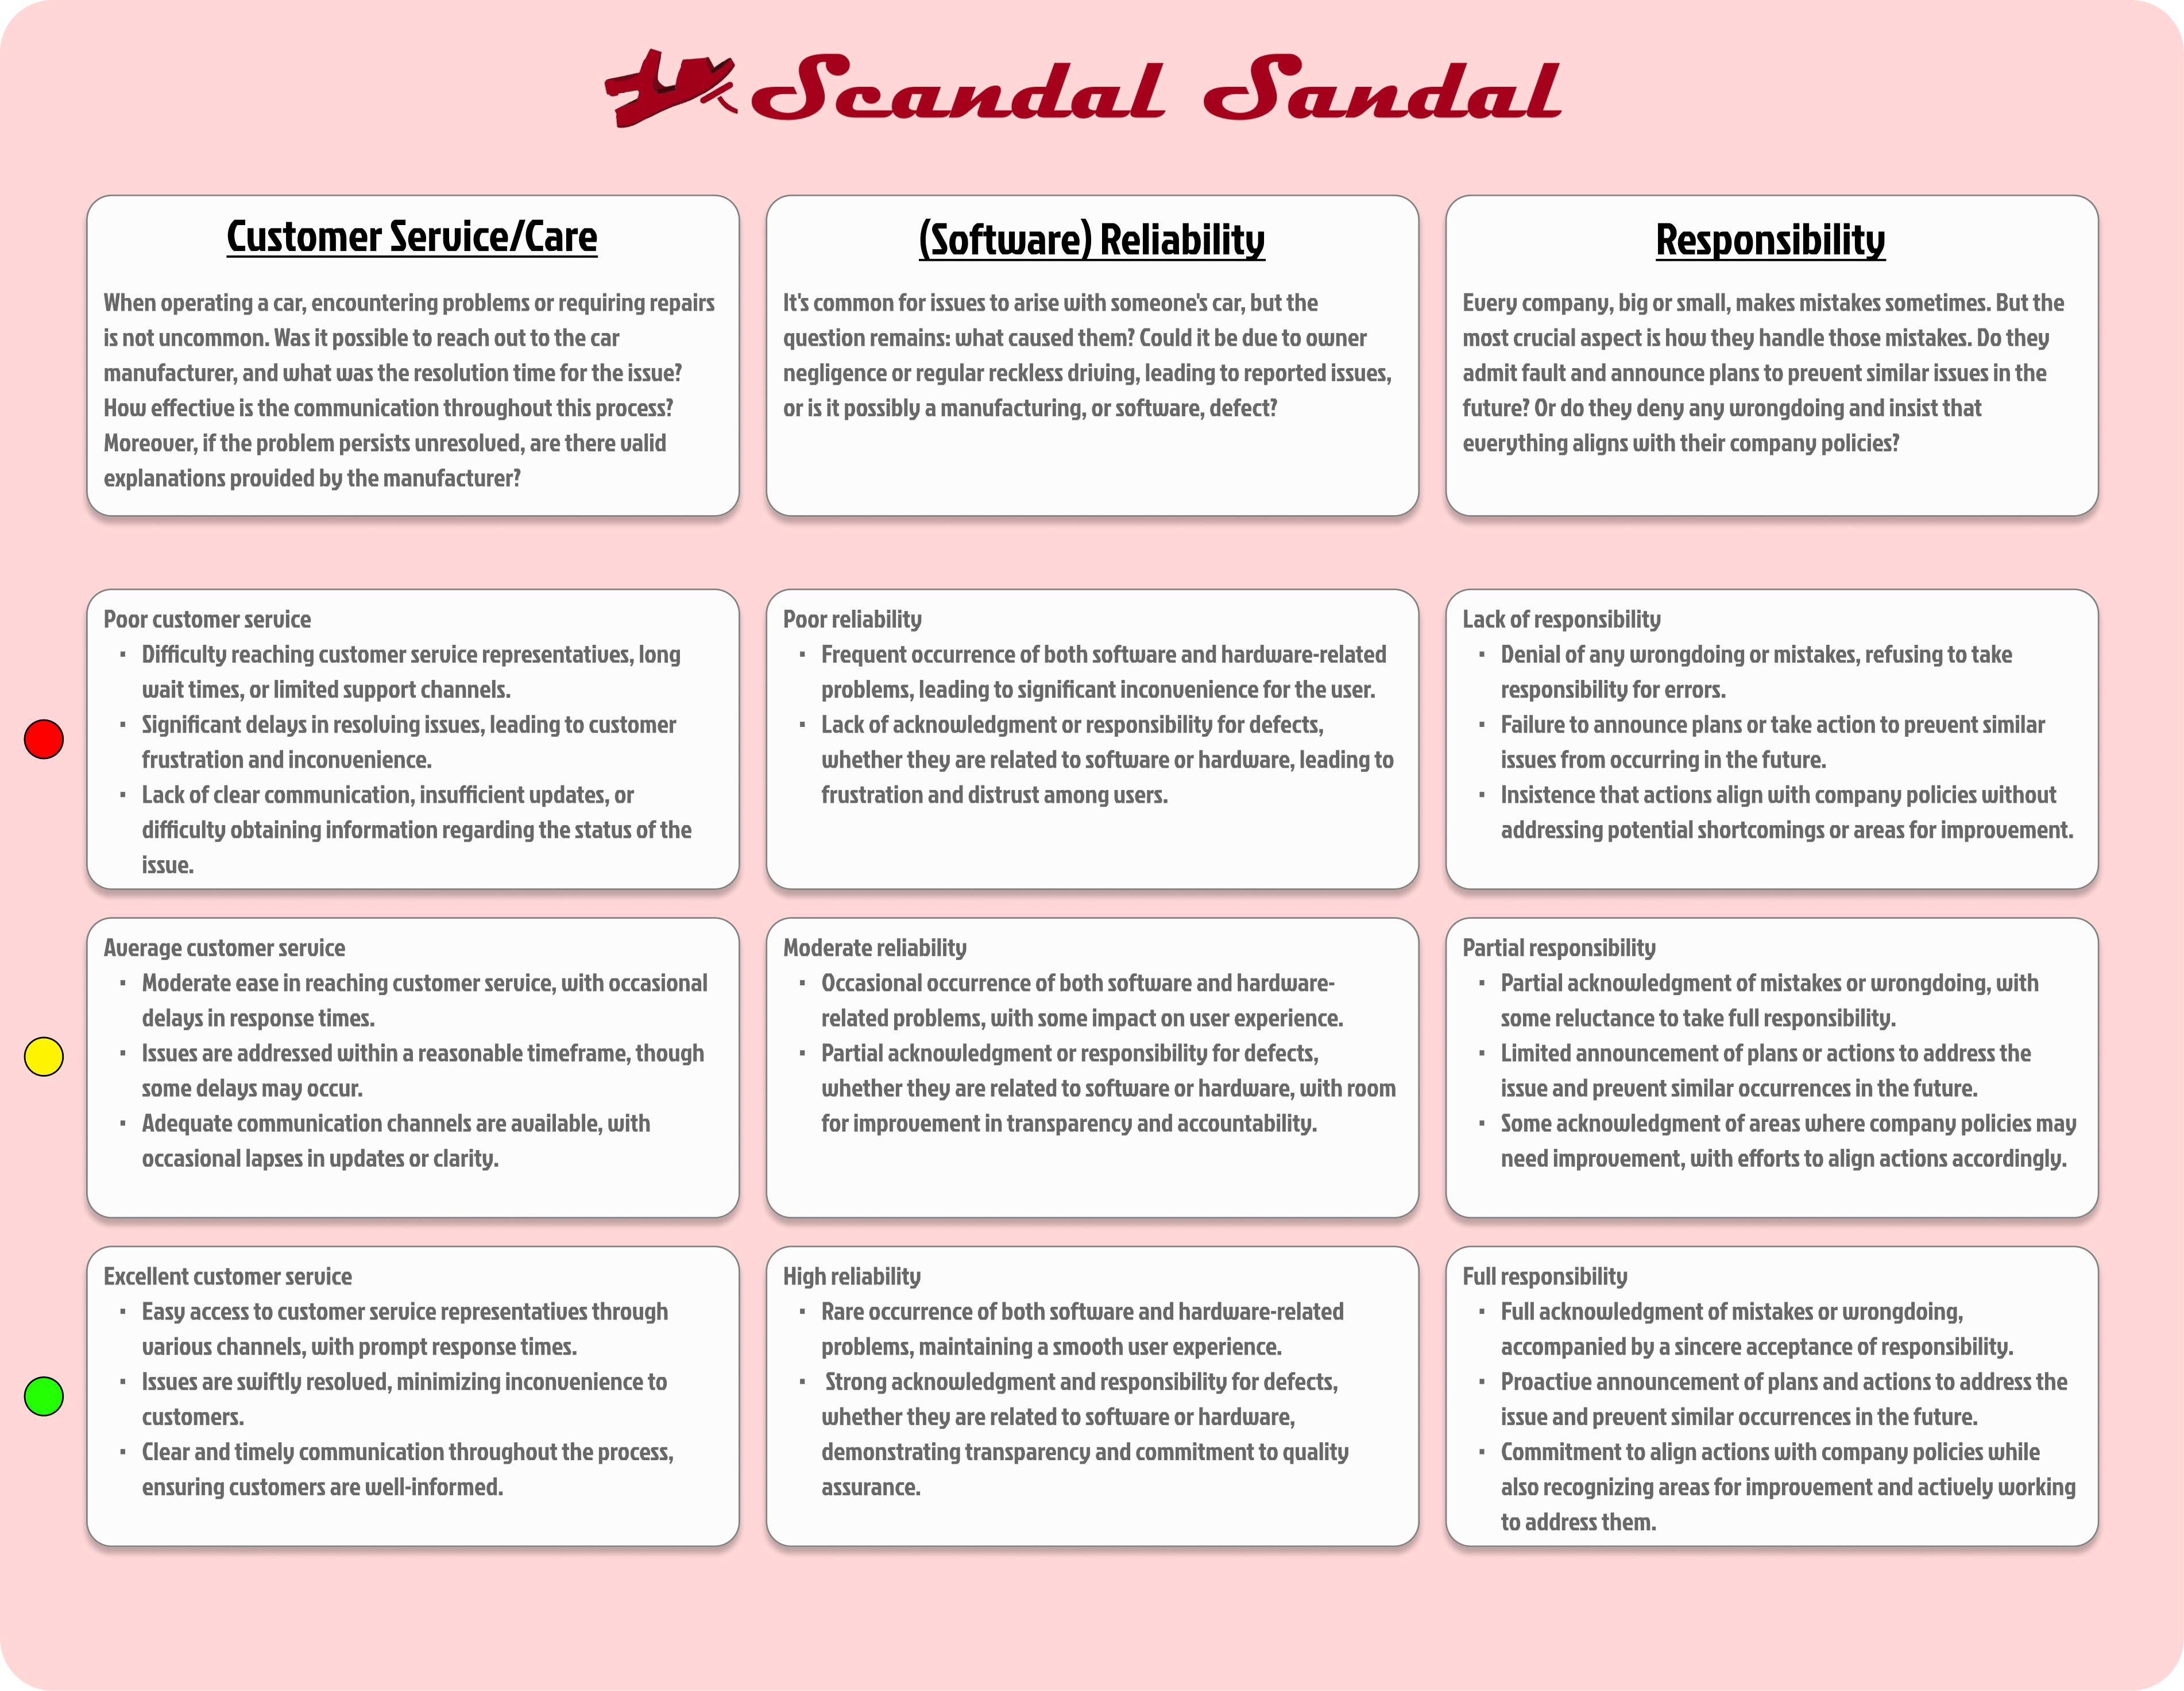 Scandal Sandal
Customer Service/Care
When operating a car, encountering problems or requiring repairs
is not uncommon. Was it possible to reach out to the car
manufacturer, and what was the resolution time for the issue?
How effective is the communication throughout this process?
Moreover, if the problem persists unresolved, are there valid
explanations provided by the manufacturer?
(Software) Reliability
It's common for issues to arise with someone's car, but the
question remains: what caused them? Could it be due to owner
negligence or regular reckless driving, leading to reported issues,
or is it possibly a manufacturing, or software, defect?
Responsibility
Every company, big or small, makes mistakes sometimes. But the
most crucial aspect is how they handle those mistakes. Do they
admit fault and announce plans to prevent similar issues in the
future? Or do they deny any wrongdoing and insist that
everything aligns with their company policies?
Poor customer service
· Difficulty reaching customer service representatives, long
wait times, or limited support channels.
· Significant delays in resolving issues, leading to customer
frustration and inconvenience.
· Lack of clear communication, insufficient updates, or
difficulty obtaining information regarding the status of the
issue.
Poor reliability
· Frequent occurrence of both software and hardware-related
problems, leading to significant inconvenience for the user.
· Lack of acknowledgment or responsibility for defects,
whether they are related to software or hardware, leading to
frustration and distrust among users.
Lack of responsibility
· Denial of any wrongdoing or mistakes, refusing to take
responsibility for errors.
· Failure to announce plans or take action to prevent similar
issues from occurring in the future.
· Insistence that actions align with company policies without
addressing potential shortcomings or areas for improvement.
Average customer service
· Moderate ease in reaching customer service, with occasional
delays in response times.
· Issues are addressed within a reasonable timeframe, though
some delays may occur.
· Adequate communication channels are available, with
occasional lapses in updates or clarity.
Moderate reliability
· Occasional occurrence of both software and hardware-
related problems, with some impact on user experience.
· Partial acknowledgment or responsibility for defects,
whether they are related to software or hardware, with room
for improvement in transparency and accountability.
Partial responsibility
· Partial acknowledgment of mistakes or wrongdoing, with
some reluctance to take full responsibility.
· Limited announcement of plans or actions to address the
issue and prevent similar occurrences in the future.
· Some acknowledgment of areas where company policies may
need improvement, with efforts to align actions accordingly.
Excellent customer service
· Easy access to customer service representatives through
various channels, with prompt response times.
· Issues are swiftly resolved, minimizing inconvenience to
customers.
· Clear and timely communication throughout the process,
ensuring customers are well-informed.
High reliability
· Rare occurrence of both software and hardware-related
problems, maintaining a smooth user experience.
· Strong acknowledgment and responsibility for defects,
whether they are related to software or hardware,
demonstrating transparency and commitment to quality
assurance.
Full responsibility
· Full acknowledgment of mistakes or wrongdoing,
accompanied by a sincere acceptance of responsibility.
· Proactive announcement of plans and actions to address the
issue and prevent similar occurrences in the future.
· Commitment to align actions with company policies while
also recognizing areas for improvement and actively working
to address them.